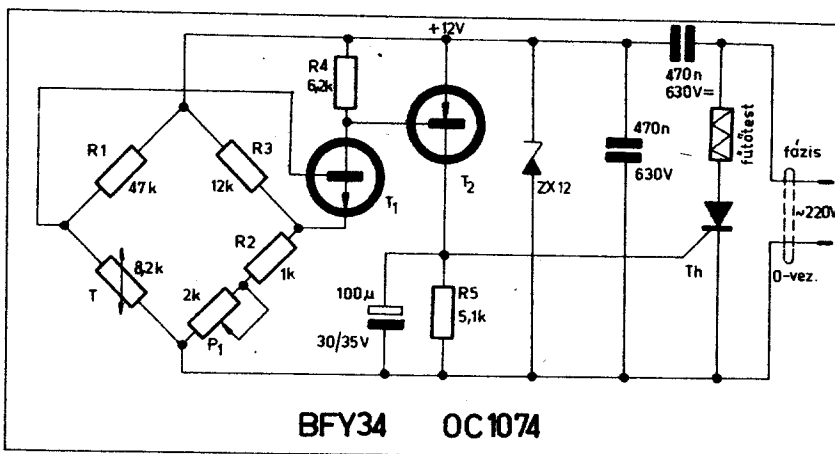 +12V
R4
6,2k
470n
630V=
R1
47k
R3
12k
T1
T2
ZX12
470n
630V
fűtőtest
fázis
~220V
0-vez.
Th
R2
1k
8,2k
T
2k
P1
100µ
30/35V
R5
5,1k
BFY34 OC1074